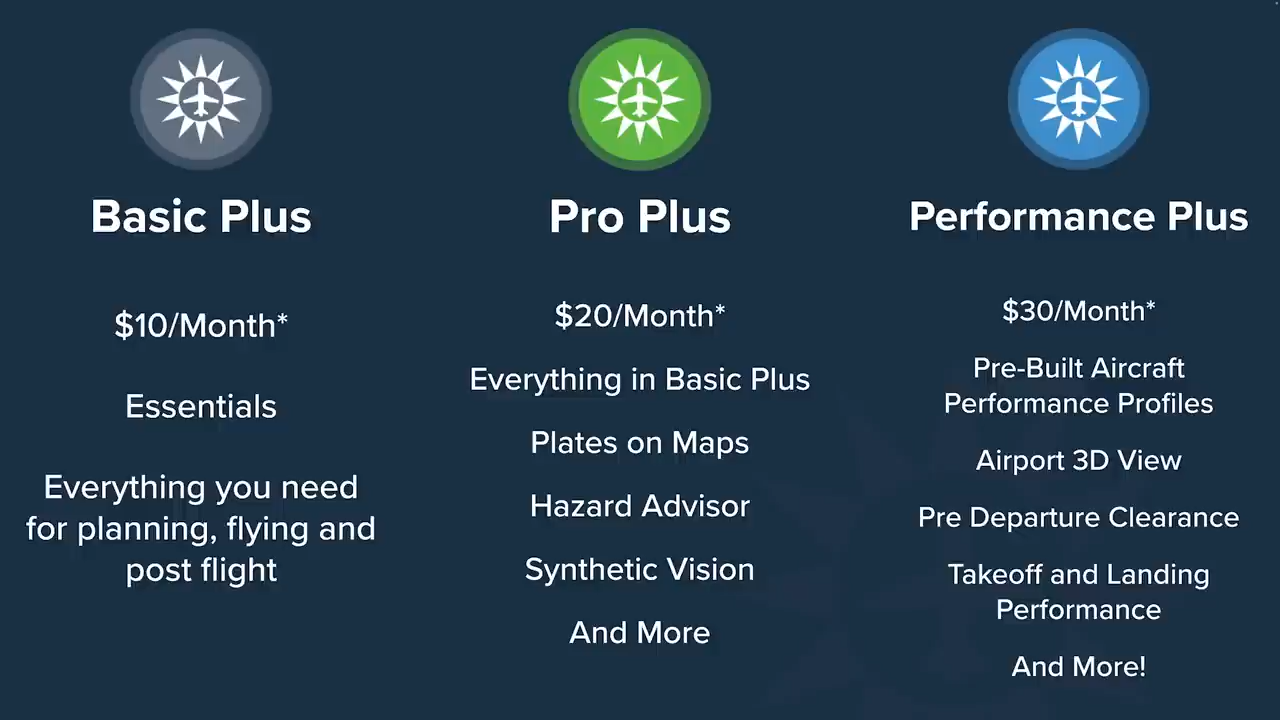 Basic Plus
$10/Month*
Essentials
Everything you need
for planning, flying and
post flight
Pro Plus
$20/Month*
Everything in Basic Plus
Plates on Maps
Hazard Advisor
Synthetic Vision
And More
Performance Plus
$30/Month*
Pre-Built Aircraft
Performance Profiles
Airport 3D View
Pre Departure Clearance
Takeoff and Landing
Performance
And More!